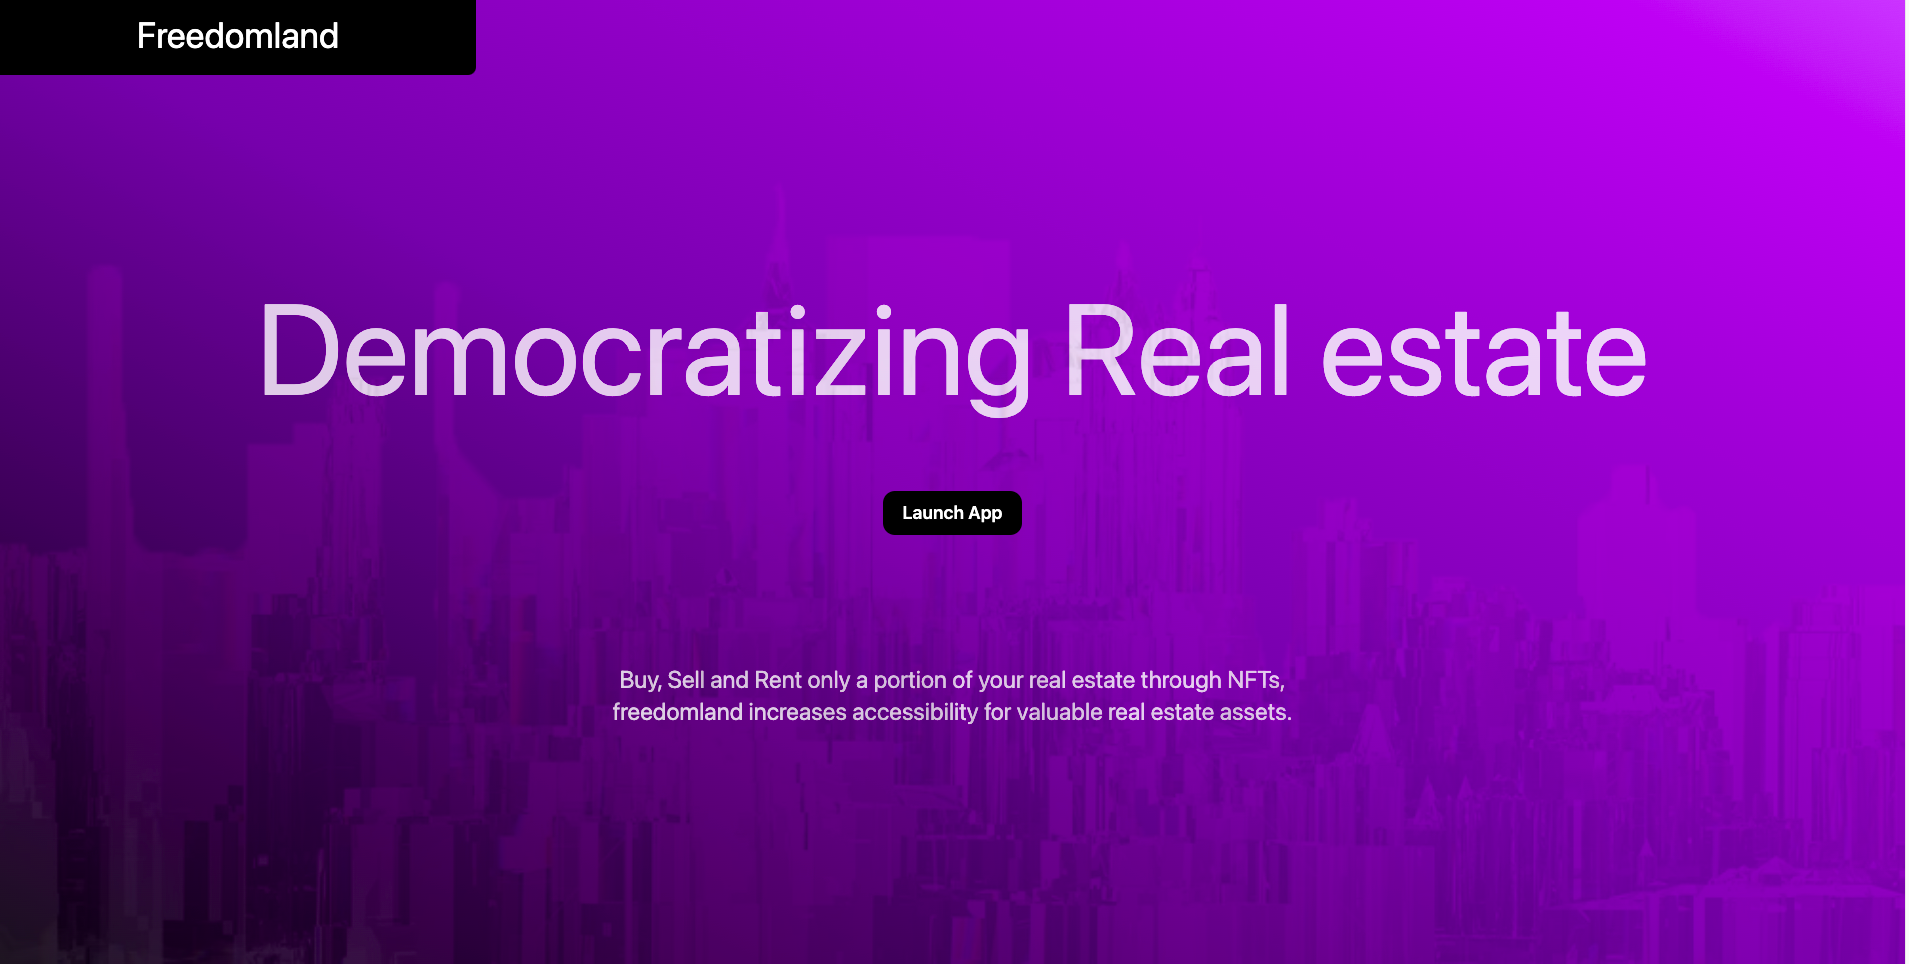 Freedomland
Democratizing Real estate
Launch App
Buy, Sell and Rent only a portion of your real estate through NFTs,
freedomland increases accessibility for valuable real estate assets.